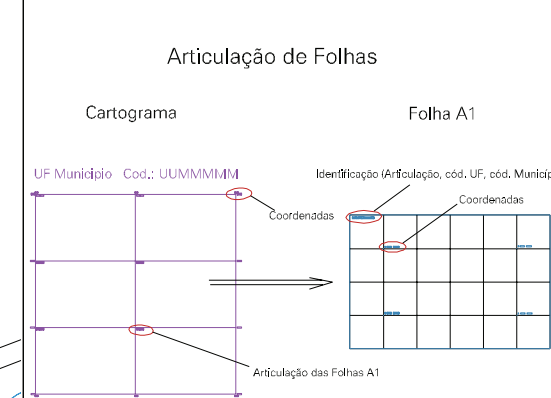 Articulação de Folhas
Cartograma
Folha A1
UF Municipio Cod.: UUMMMMM
Identificação (Articulação, cód. UF, cód. Municíp
Coordenadas
Coordenadas
Articulação das Folhas A1